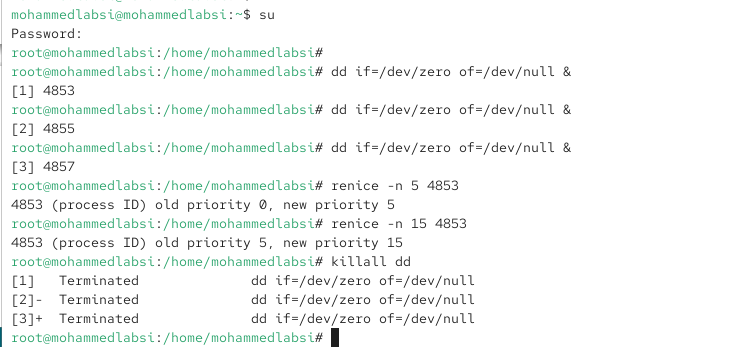 mohammedlabsi@mohammedlabsi:~$ su
Password:
root@mohammedlabsi:/home/mohammedlabsi#
root@mohammedlabsi:/home/mohammedlabsi# dd if=/dev/zero of=/dev/null &
[1] 4853
root@mohammedlabsi:/home/mohammedlabsi# dd if=/dev/zero of=/dev/null &
[2] 4855
root@mohammedlabsi:/home/mohammedlabsi# dd if=/dev/zero of=/dev/null &
[3] 4857
root@mohammedlabsi:/home/mohammedlabsi# renice -n 5 4853
4853 (process ID) old priority 0, new priority 5
root@mohammedlabsi:/home/mohammedlabsi# renice -n 15 4853
4853 (process ID) old priority 5, new priority 15
root@mohammedlabsi:/home/mohammedlabsi# killall dd
[1]   Terminated              dd if=/dev/zero of=/dev/null
[2]-  Terminated              dd if=/dev/zero of=/dev/null
[3]+  Terminated              dd if=/dev/zero of=/dev/null
root@mohammedlabsi:/home/mohammedlabsi#